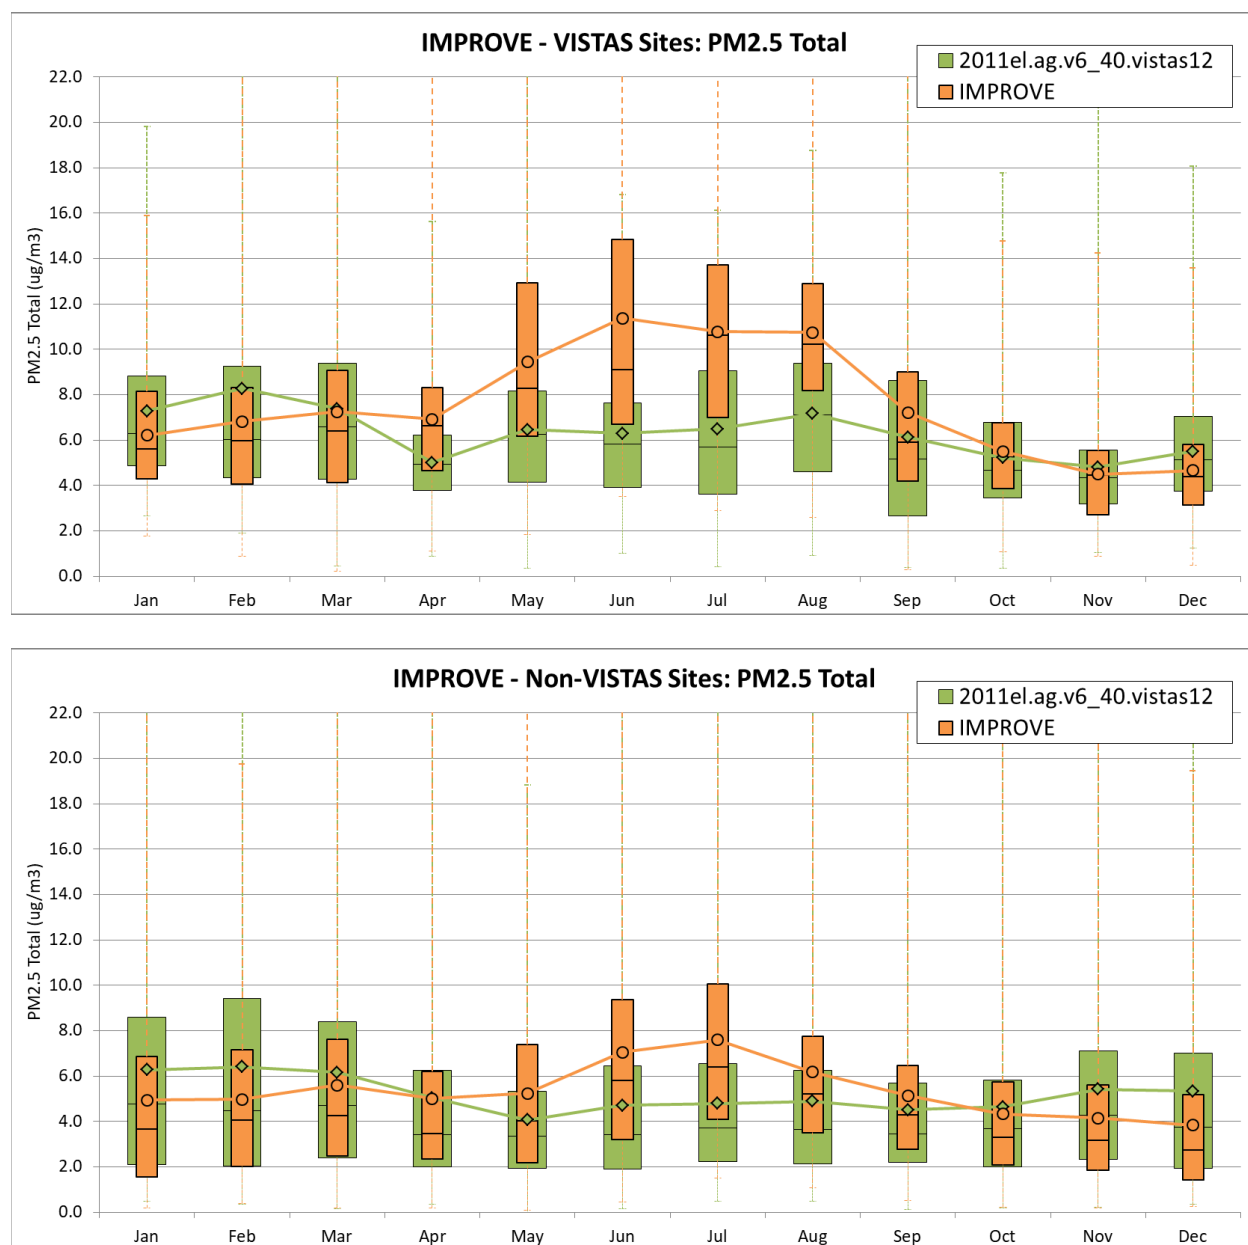 IMPROVE - VISTAS Sites: PM2.5 Total
2011el.ag.v6_40.vistas12
IMPROVE
PM2.5 Total (ug/m3)
22.0
20.0
18.0
16.0
14.0
12.0
10.0
8.0
6.0
4.0
2.0
0.0
Jan Feb Mar Apr May Jun Jul Aug Sep Oct Nov Dec
IMPROVE - Non-VISTAS Sites: PM2.5 Total
2011el.ag.v6_40.vistas12
IMPROVE
PM2.5 Total (ug/m3)
22.0
20.0
18.0
16.0
14.0
12.0
10.0
8.0
6.0
4.0
2.0
0.0
Jan Feb Mar Apr May Jun Jul Aug Sep Oct Nov Dec